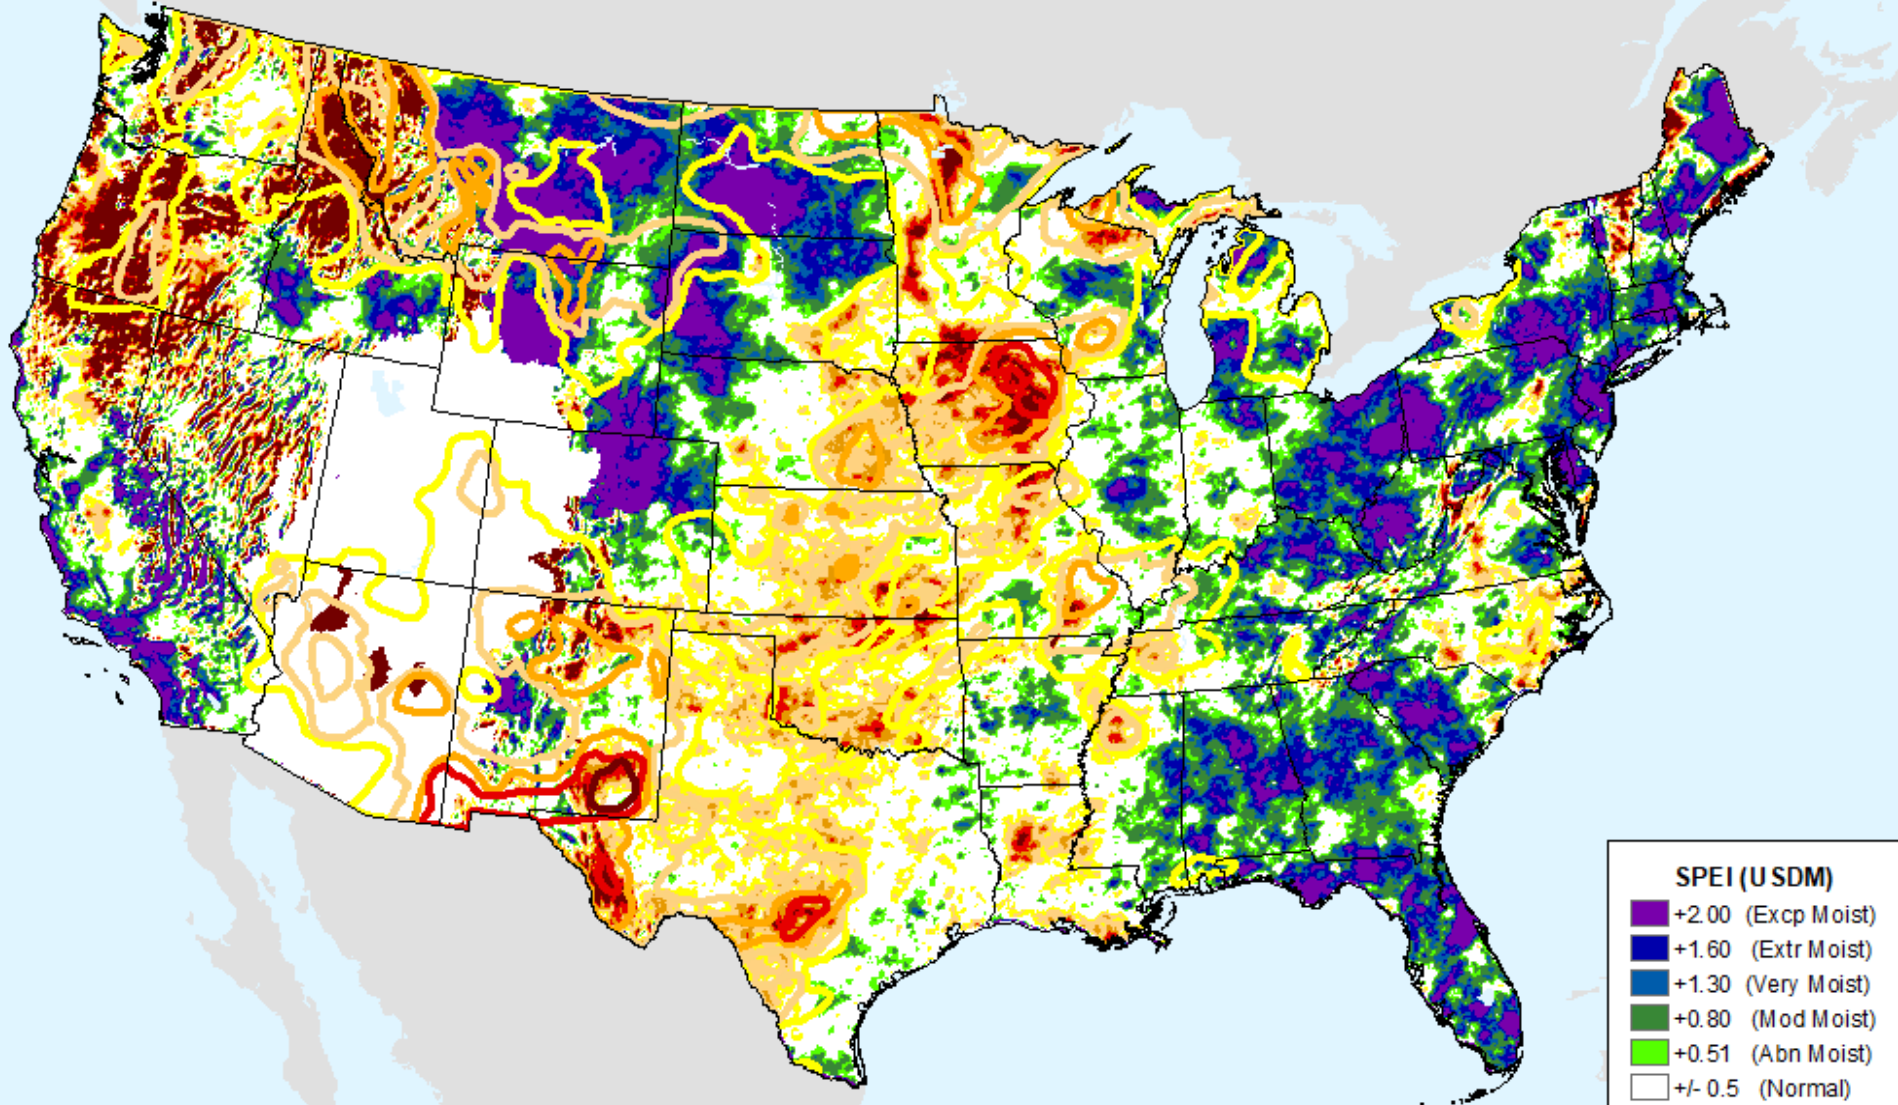 SPEI (USDM)
+2.00 (Excp Moist)
+1.60 (Extr Moist)
+1.30 (Very Moist)
+0.80 (Mod Moist)
+0.51 (Abn Moist)
+/- 0.5 (Normal)